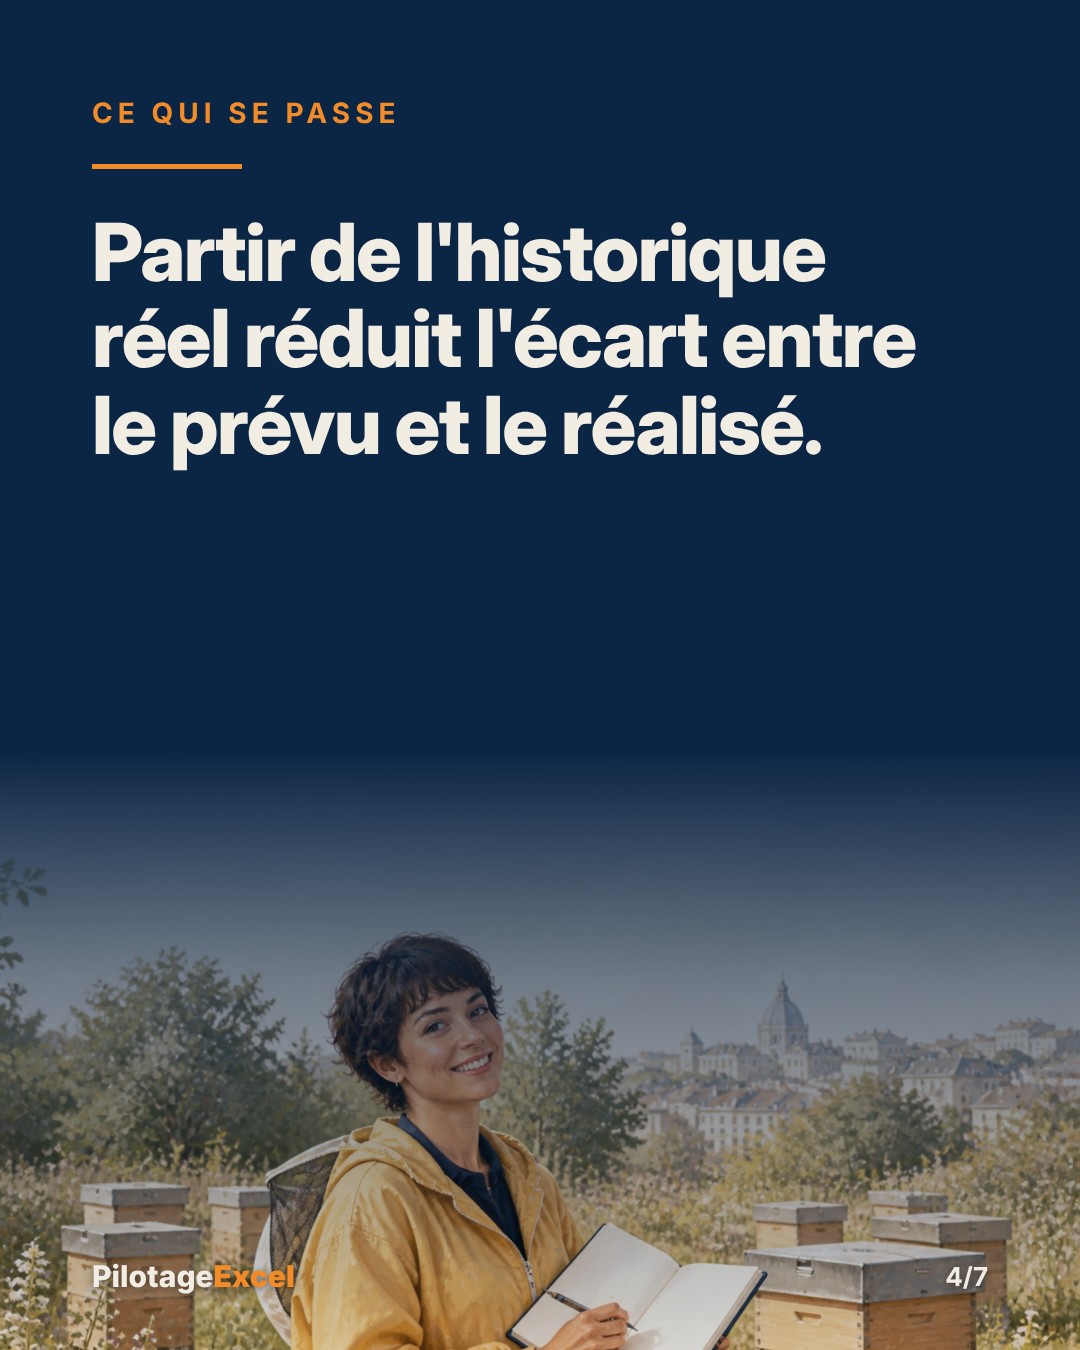 CE QUI SE PASSE
Partir de l'historique
réel réduit l'écart entre
le prévu et le réalisé.
PilotageExcel
4/7